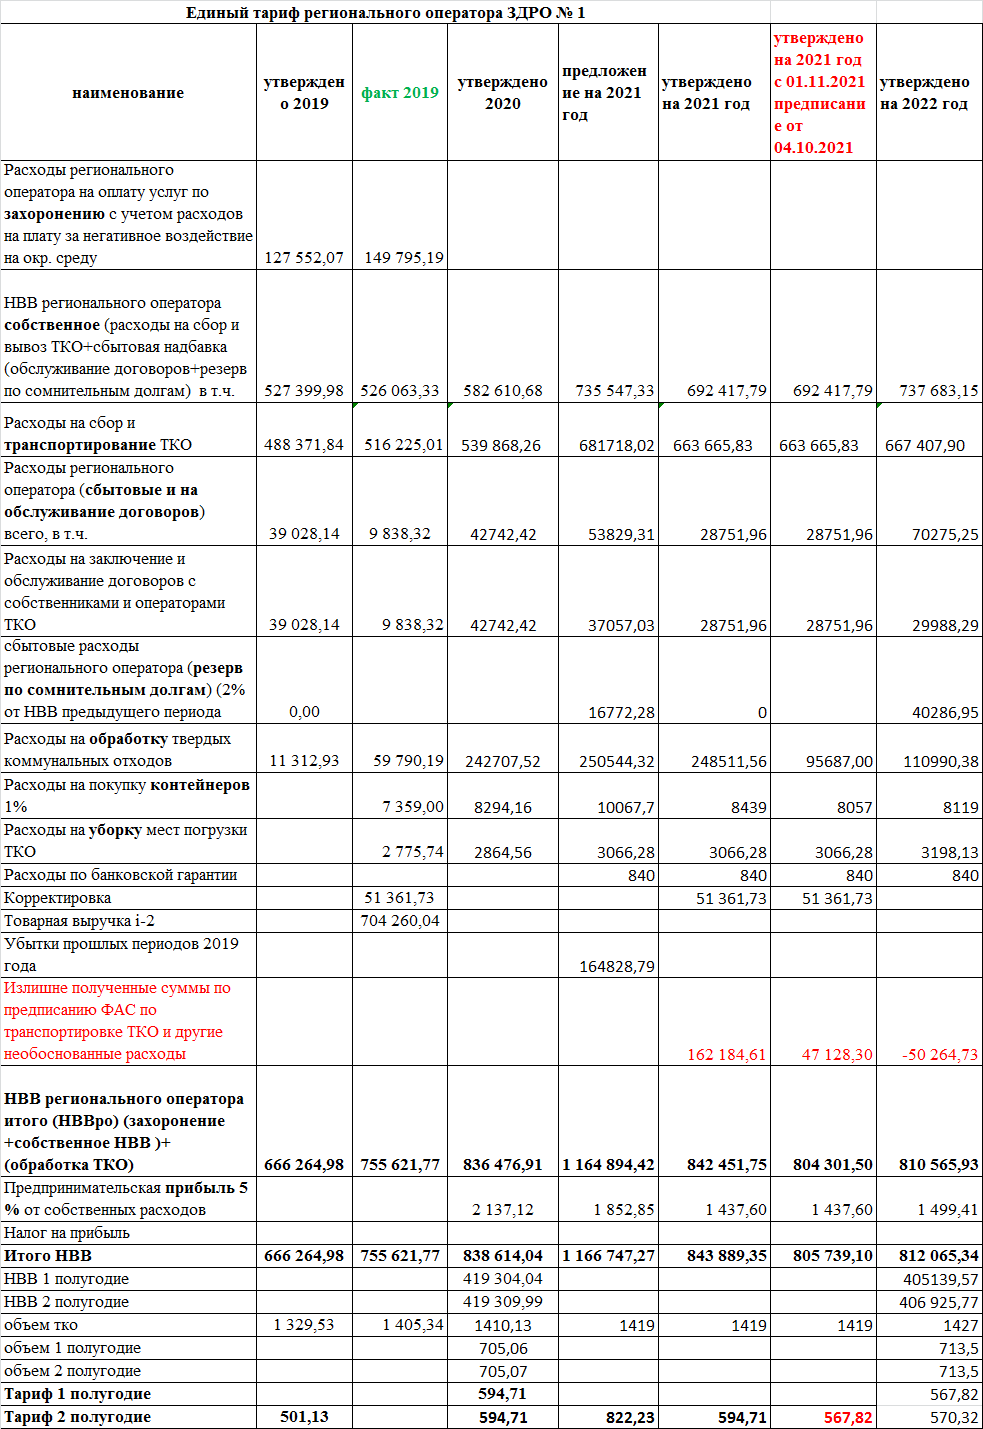 Единый тариф регионального оператора ЗДРО № 1
наименование
утвержден
о 2019
факт 2019
утверждено
2020
предложен
ие на 2021
год
утверждено
на 2021 год
утверждено
на 2021 год
с 01.11.2021
предписани
е от
04.10.2021
утверждено
на 2022 год
Расходы регионального
оператора на оплату услуг по
захоронению с учетом расходов
на плату за негативное воздействие
на окр. среду 127 552,07 149 795,19
НВВ регионального оператора
собственное (расходы на сбор и
вывоз ТКО+сбытовая надбавка
(обслуживание договоров+резерв
по сомнительным долгам) в т.ч. 527 399,98 526 063,33 582 610,68 735 547,33 692 417,79 692 417,79 737 683,15
Расходы на сбор и
транспортирование ТКО 488 371,84 516 225,01 539 868,26 681718,02 663 665,83 663 665,83 667 407,90
Расходы регионального
оператора (сбытовые и на
обслуживание договоров)
всего, в т.ч. 39 028,14 9 838,32 42742,42 53829,31 28751,96 28751,96 70275,25
Расходы на заключение и
обслуживание договоров с
собственниками и операторами
ТКО 39 028,14 9 838,32 42742,42 37057,03 28751,96 28751,96 29988,29
сбытовые расходы
регионального оператора (резерв
по сомнительным долгам) (2%
от НВВ предыдущего периода 0,00 16772,28 0 40286,95
Расходы на обработку твердых
коммунальных отходов 11 312,93 59 790,19 242707,52 250544,32 248511,56 95687,00 110990,38
Расходы на покупку контейнеров
1% 7 359,00 8294,16 10067,7 8439 8057 8119
Расходы на уборку мест погрузки
ТКО 2 775,74 2864,56 3066,28 3066,28 3066,28 3198,13
Расходы по банковской гарантии 840 840 840 840
Корректировка 51 361,73 51 361,73 51 361,73
Товарная выручка i-2 704 260,04
Убытки прошлых периодов 2019
года 164828,79
Излишне полученные суммы по
предписанию ФАС по
транспортировке ТКО и другие
необоснованные расходы 162 184,61 47 128,30 -50 264,73
НВВ регионального оператора
итого (НВВро) (захоронение
+собственное НВВ )+
(обработка ТКО) 666 264,98 755 621,77 836 476,91 1 164 894,42 842 451,75 804 301,50 810 565,93
Предпринимательская прибыль 5
% от собственных расходов 2 137,12 1 852,85 1 437,60 1 437,60 1 499,41
Налог на прибыль
Итого НВВ 666 264,98 755 621,77 838 614,04 1 166 747,27 843 889,35 805 739,10 812 065,34
НВВ 1 полугодие 419 304,04 405139,57
НВВ 2 полугодие 419 309,99 406 925,77
объем тко 1 329,53 1 405,34 1410,13 1419 1419 1419 1427
объем 1 полугодие 705,06 713,5
объем 2 полугодие 705,07 713,5
Тариф 1 полугодие 594,71 567,82
Тариф 2 полугодие 501,13 594,71 822,23 594,71 567,82 570,32